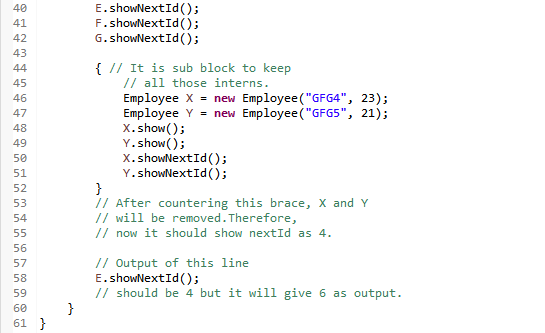 40 E.showNextId();
41 F.showNextId();
42 G.showNextId();
43
44 { // It is sub block to keep
45 // all those interns.
46 Employee X = new Employee("GFG4", 23);
47 Employee Y = new Employee("GFG5", 21);
48 X.show();
49 Y.show();
50 X.showNextId();
51 Y.showNextId();
52 }
53 // After countering this brace, X and Y
54 // will be removed.Therefore,
55 // now it should show nextId as 4.
56
57 // Output of this line
58 E.showNextId();
59 // should be 4 but it will give 6 as output.
60 }
61 }